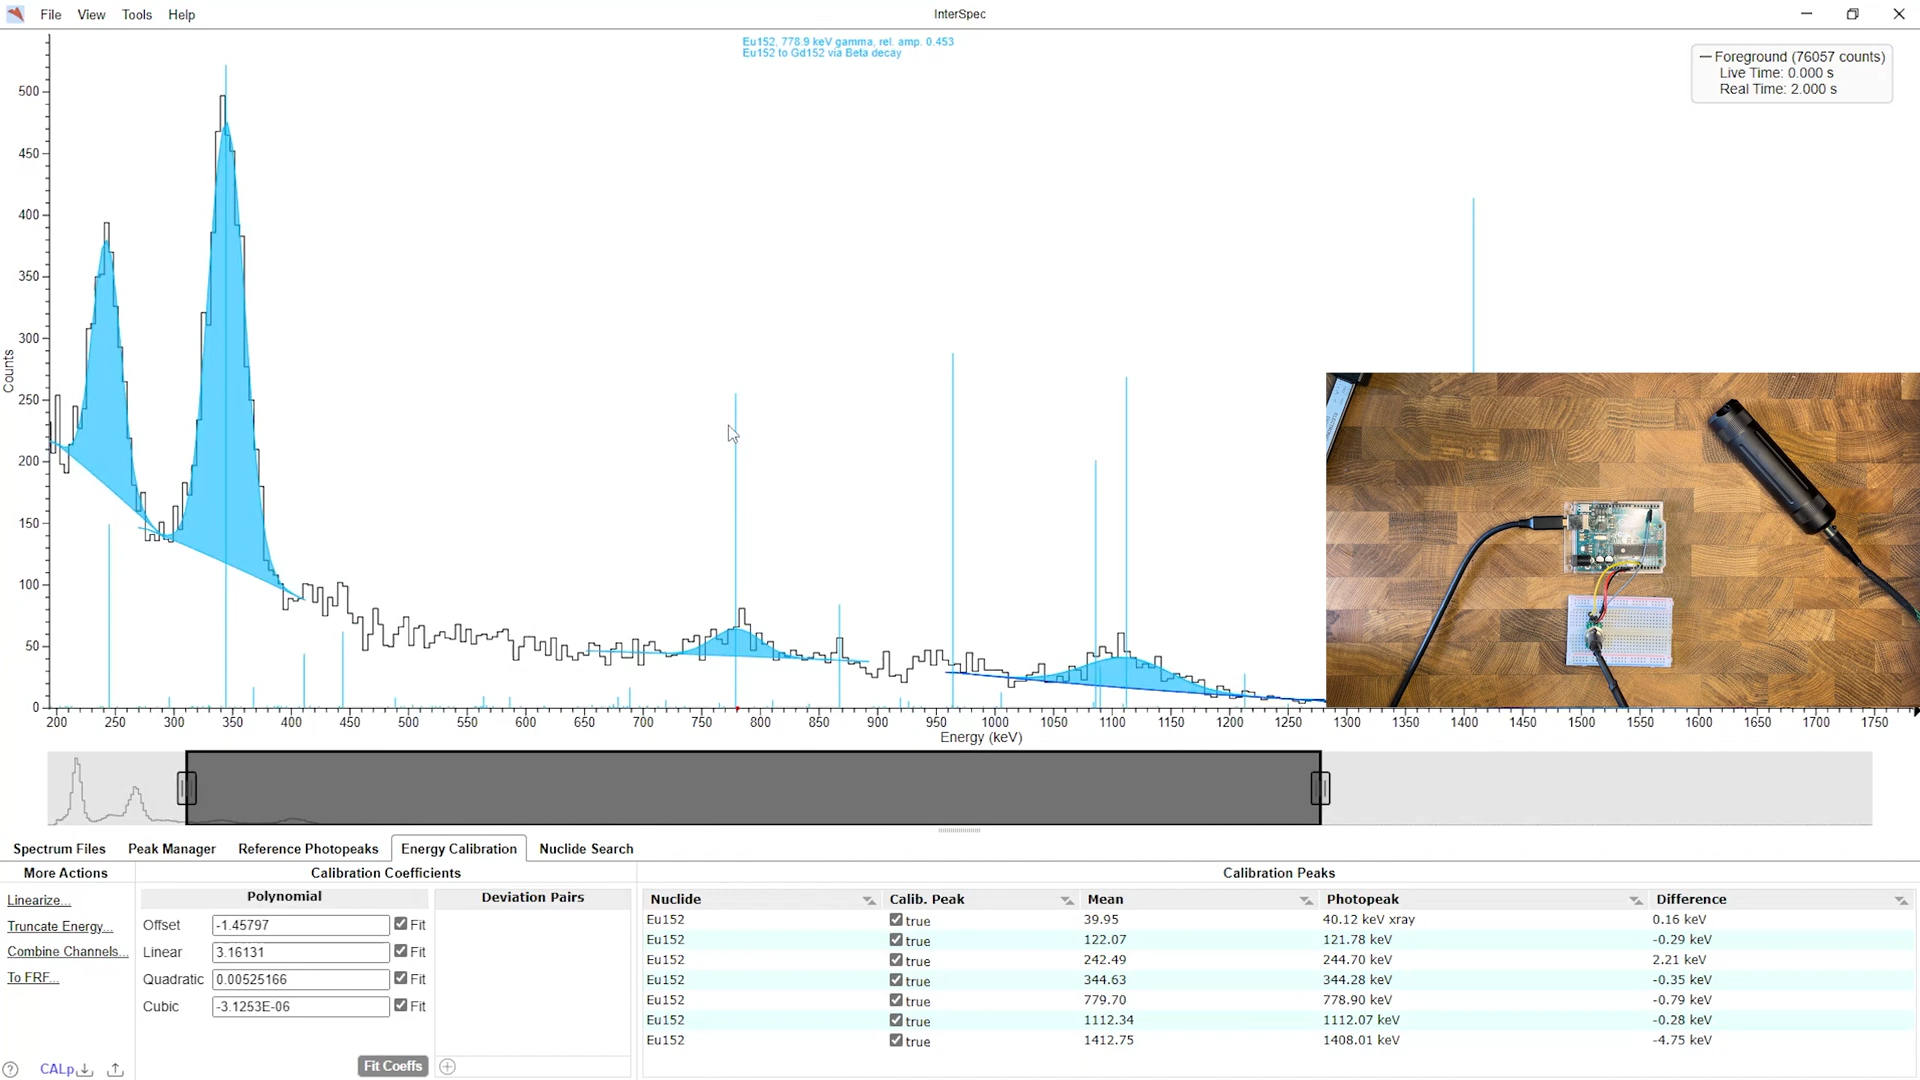 File View Tools Help
InterSpec
Eu152, 778.9 keV gamma, rel. amp. 0.453
Eu152 to Gd152 via Beta decay
Foreground (76057 counts)
Live Time: 0.000 s
Real Time: 2.000 s
500
450
400
350
300
250
200
150
100
50
0
Counts
200 250 300 350 400 450 500 550 600 650 700 750 800 850 900 950 1000 1050 1100 1150 1200 1250 1300 1350 1400 1450 1500 1550 1600 1650 1700 1750
Energy (keV)
Spectrum Files Peak Manager Reference Photopeaks Energy Calibration Nuclide Search
More Actions Calibration Coefficients Calibration Peaks
Linearize...
Truncate Energy...
Combine Channels...
To FRF...
Polynomial Deviation Pairs
Offset -1.45797 Fit
Linear 3.16131 Fit
Quadratic 0.00525166 Fit
Cubic -3.1253E-06 Fit
CALp Fit Coeffs
Nuclide Calib. Peak Mean Photopeak Difference
Eu152 true 39.95 40.12 keV xray 0.16 keV
Eu152 true 122.07 121.78 keV -0.29 keV
Eu152 true 242.49 244.70 keV 2.21 keV
Eu152 true 344.63 344.28 keV -0.35 keV
Eu152 true 779.70 778.90 keV -0.79 keV
Eu152 true 1112.34 1112.07 keV -0.28 keV
Eu152 true 1412.75 1408.01 keV -4.75 keV